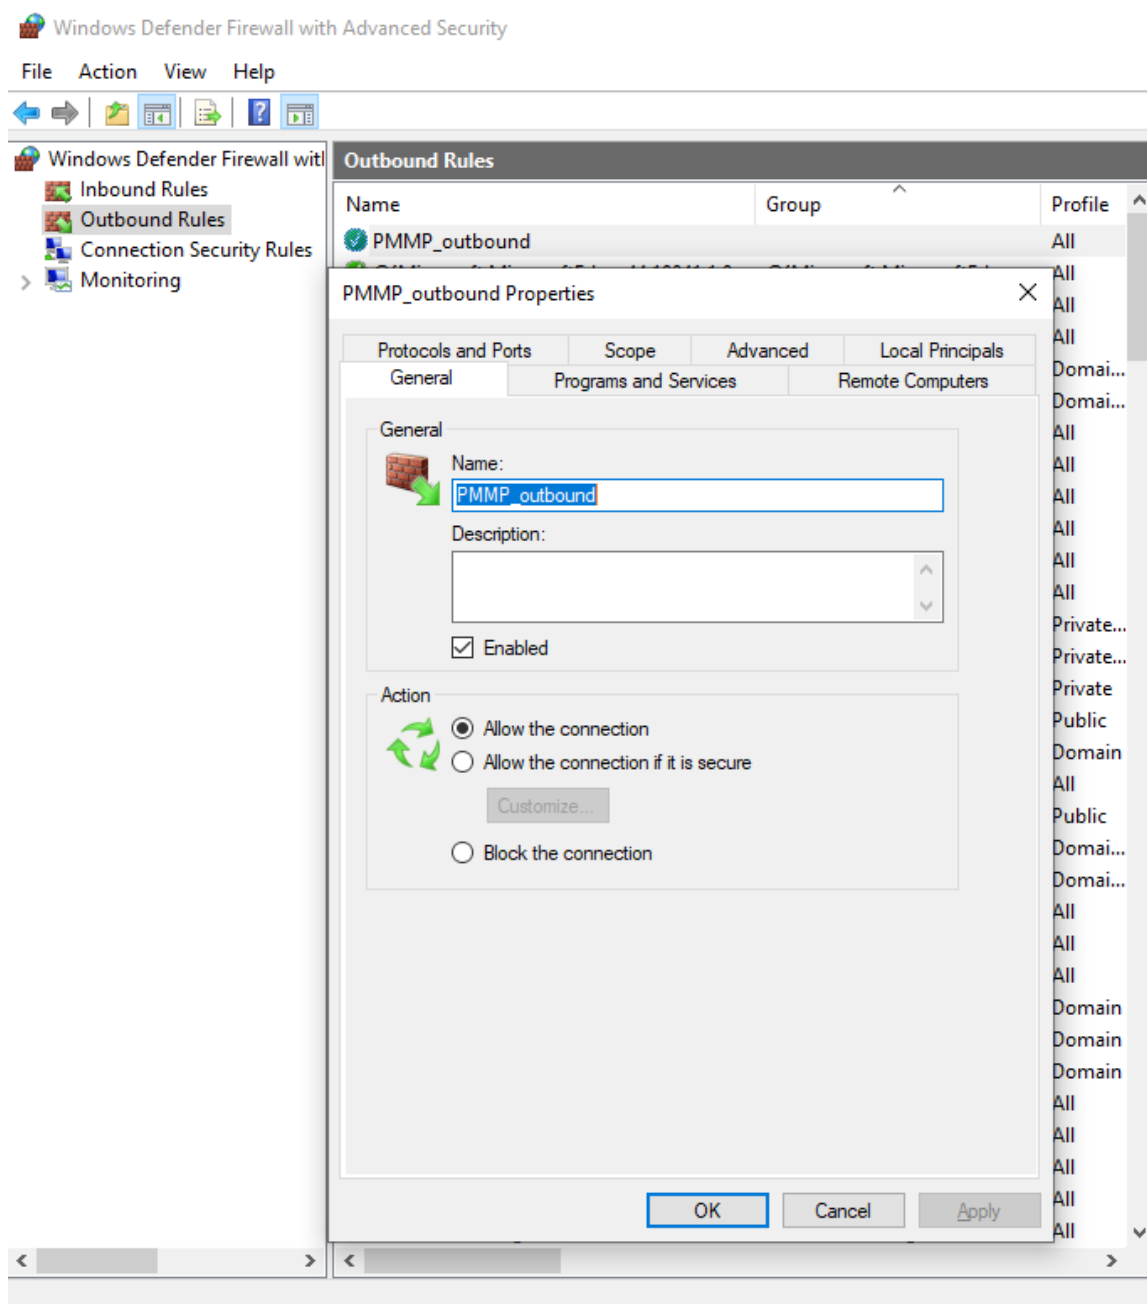 Windows Defender Firewall with Advanced Security
File Action View Help
Windows Defender Firewall witl
Inbound Rules
Outbound Rules
Connection Security Rules
Monitoring
Outbound Rules
Name Group Profile
PMMP_outbound All
All
All
All
Domai...
Domai...
All
All
All
All
All
All
Private...
Private...
Private
Public
Domain
All
Public
Domai...
Domai...
All
All
All
Domain
Domain
Domain
All
All
All
All
All
PMMP_outbound Properties
Protocols and Ports Scope Advanced Local Principals
General Programs and Services Remote Computers
General
Name:
PMMP_outbound
Description:
Enabled
Action
Allow the connection
Allow the connection if it is secure
Customize...
Block the connection
OK Cancel Apply